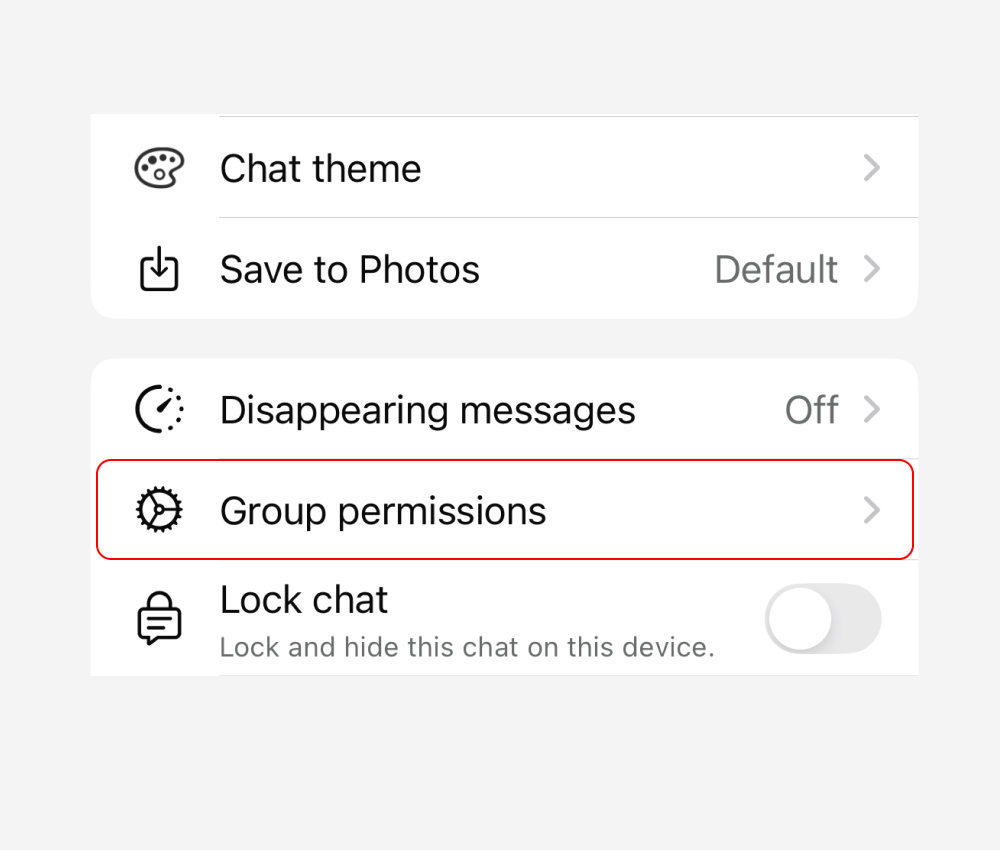 Chat theme
Save to Photos Default
Disappearing messages Off
Group permissions
Lock chat
Lock and hide this chat on this device.